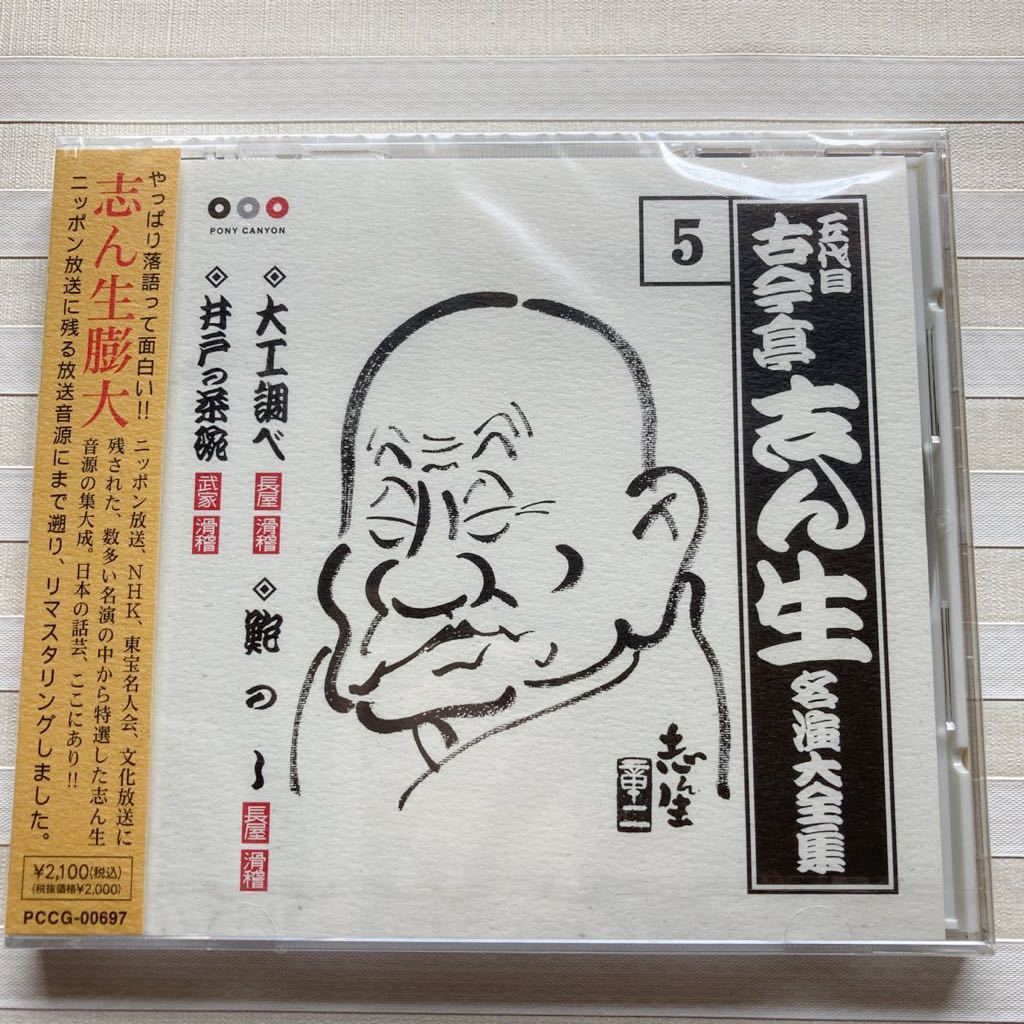 5
五代目
古今亭志ん生
名演大全集
PONY CANYON
大工調べ
長屋
滑稽
鮑のし
長屋
滑稽
井戸の茶碗
武家
滑稽
志ん生
やっぱり落語って面白い!!
志ん生膨大
ニッポン放送に残る放送音源にまで遡り、リマスタリングしました。
ニッポン放送、NHK、東宝名人会、文化放送に
残された、数多い名演の中から特選した志ん生
音源の集大成。日本の話芸、ここにあり!!
¥2,100(税込)
(税抜価格¥2,000)
PCCG-00697